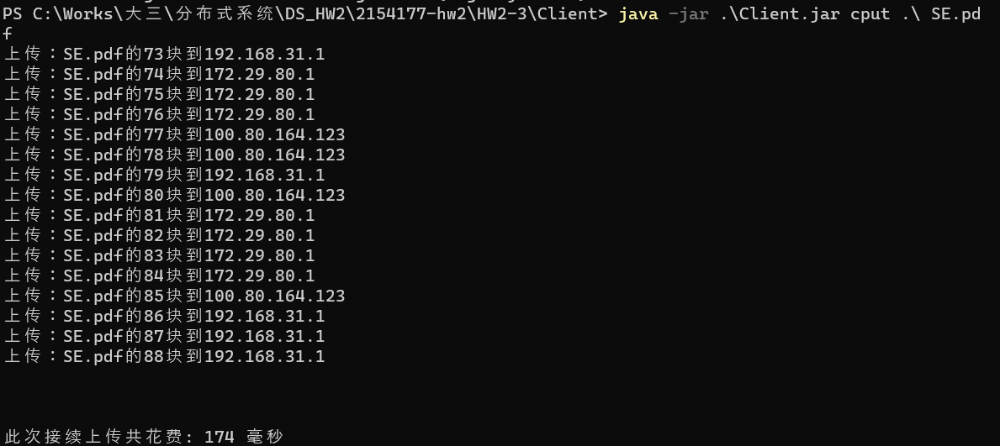 PS C:\Works\大三\分布式系统\DS_HW2\2154177-hw2\HW2-3\Client> java -jar .\Client.jar cput .\ SE.pd
f
上传：SE.pdf的73块到192.168.31.1
上传：SE.pdf的74块到172.29.80.1
上传：SE.pdf的75块到172.29.80.1
上传：SE.pdf的76块到172.29.80.1
上传：SE.pdf的77块到100.80.164.123
上传：SE.pdf的78块到100.80.164.123
上传：SE.pdf的79块到192.168.31.1
上传：SE.pdf的80块到100.80.164.123
上传：SE.pdf的81块到172.29.80.1
上传：SE.pdf的82块到172.29.80.1
上传：SE.pdf的83块到172.29.80.1
上传：SE.pdf的84块到172.29.80.1
上传：SE.pdf的85块到100.80.164.123
上传：SE.pdf的86块到192.168.31.1
上传：SE.pdf的87块到192.168.31.1
上传：SE.pdf的88块到192.168.31.1
此次接续上传共花费: 174 毫秒